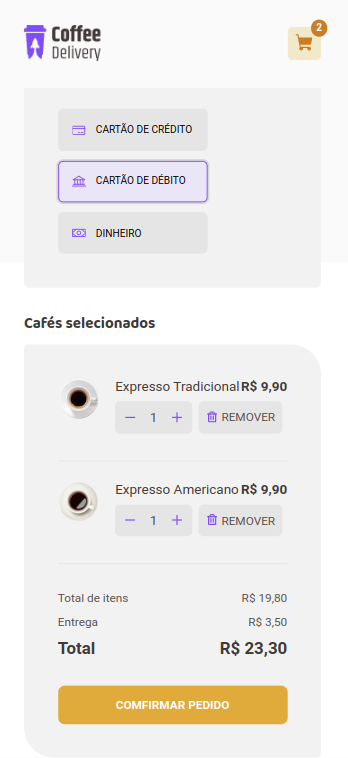 Coffee
Delivery
2
CARTÃO DE CRÉDITO
CARTÃO DE DÉBITO
DINHEIRO
Cafés selecionados
Expresso Tradicional R$ 9,90
1 REMOVER
Expresso Americano R$ 9,90
1 REMOVER
Total de itens R$ 19,80
Entrega R$ 3,50
Total R$ 23,30
COMFIRMAR PEDIDO